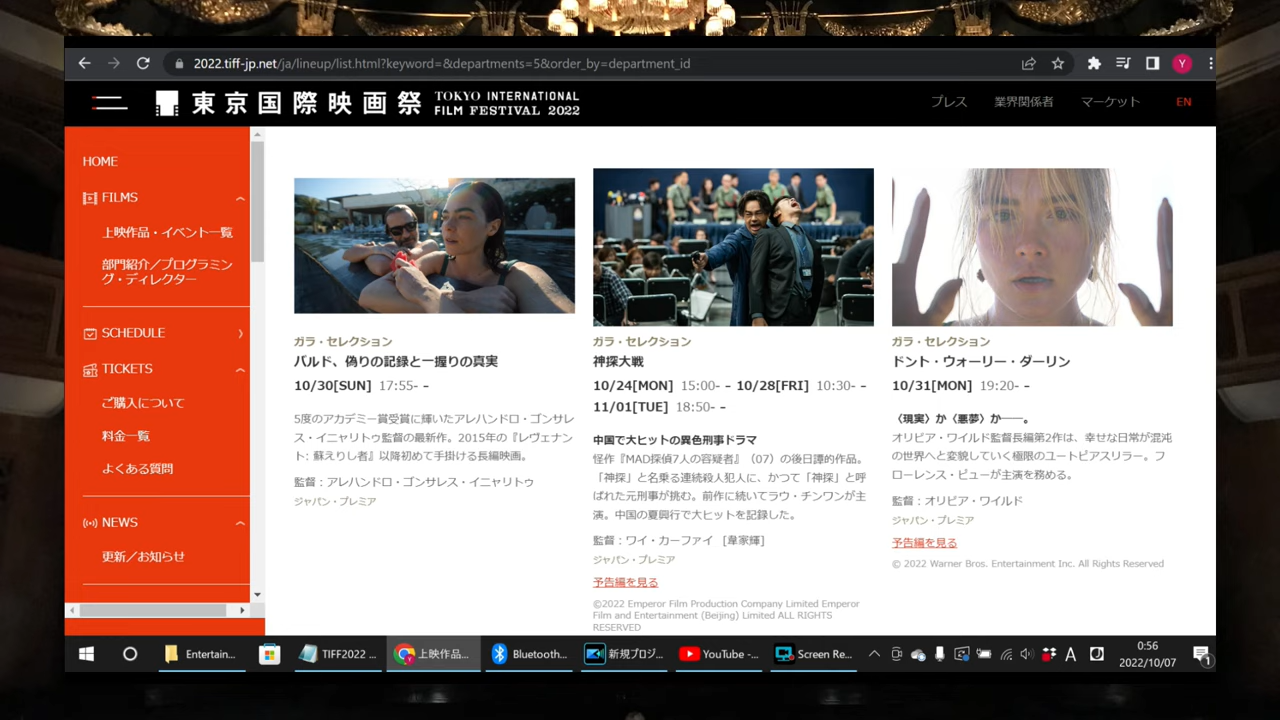 2022.tiff-jp.net/ja/lineup/list.html?keyword=&departments=5&order_by=department_id
Y
東京国際映画祭
TOKYO INTERNATIONAL
FILM FESTIVAL 2022
プレス
業界関係者
マーケット
EN
HOME
FILMS
上映作品・イベント一覧
部門紹介／プログラミン
グ・ディレクター
SCHEDULE
TICKETS
ご購入について
料金一覧
よくある質問
NEWS
更新／お知らせ
ガラ・セレクション
バルド、偽りの記録と一握りの真実
10/30[SUN] 17:55- -
5度のアカデミー賞受賞に輝いたアレハンドロ・ゴンサレ
ス・イニャリトゥ監督の最新作。2015年の『レヴェナン
ト: 蘇えりし者』以降初めて手掛ける長編映画。
監督：アレハンドロ・ゴンサレス・イニャリトゥ
ジャパン・プレミア
ガラ・セレクション
神探大戦
10/24[MON] 15:00- - 10/28[FRI] 10:30- -
11/01[TUE] 18:50- -
中国で大ヒットの異色刑事ドラマ
怪作『MAD探偵7人の容疑者』（07）の後日譚的作品。
「神探」と名乗る連続殺人犯人に、かつて「神探」と呼
ばれた元刑事が挑む。前作に続いてラウ・チンワンが主
演。中国の夏興行で大ヒットを記録した。
監督：ワイ・カーファイ [韋家輝]
ジャパン・プレミア
予告編を見る
©2022 Emperor Film Production Company Limited Emperor
Film and Entertainment (Beijing) Limited ALL RIGHTS
RESERVED
ガラ・セレクション
ドント・ウォーリー・ダーリン
10/31[MON] 19:20- -
〈現実〉か〈悪夢〉か――。
オリビア・ワイルド監督長編第2作は、幸せな日常が混沌
の世界へと変貌していく極限のユートピアスリラー。フ
ローレンス・ピューが主演を務める。
監督：オリビア・ワイルド
ジャパン・プレミア
予告編を見る
© 2022 Warner Bros. Entertainment Inc. All Rights Reserved
Entertain...
TIFF2022 ...
上映作品...
Bluetooth...
新規プロジ...
YouTube -...
Screen Re...
A
0:56
2022/10/07
1